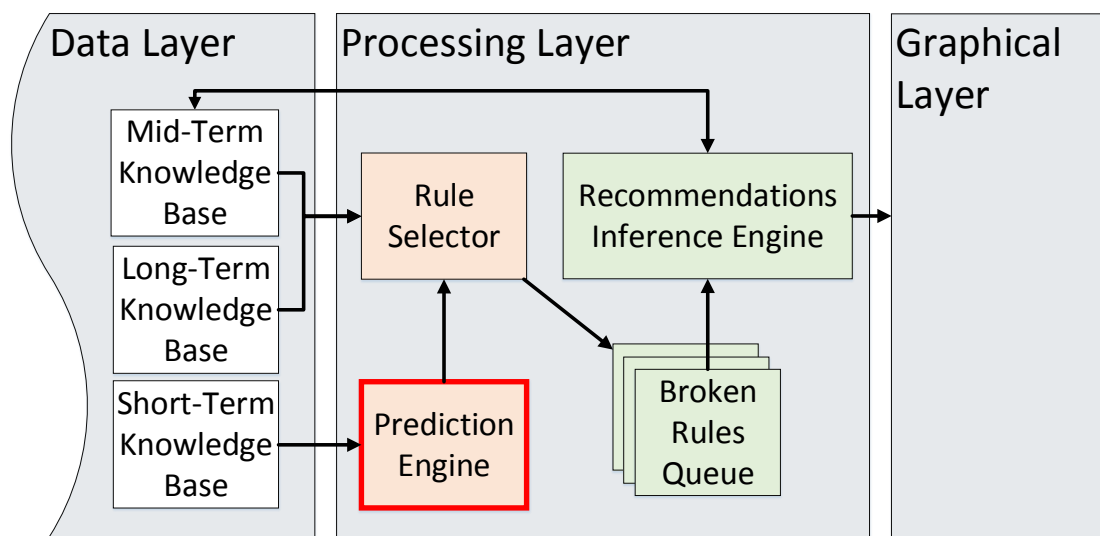 Data Layer
Processing Layer
Graphical
Layer
Mid-Term
Knowledge
Base
Long-Term
Knowledge
Base
Short-Term
Knowledge
Base
Rule
Selector
Prediction
Engine
Recommendations
Inference Engine
Broken
Rules
Queue